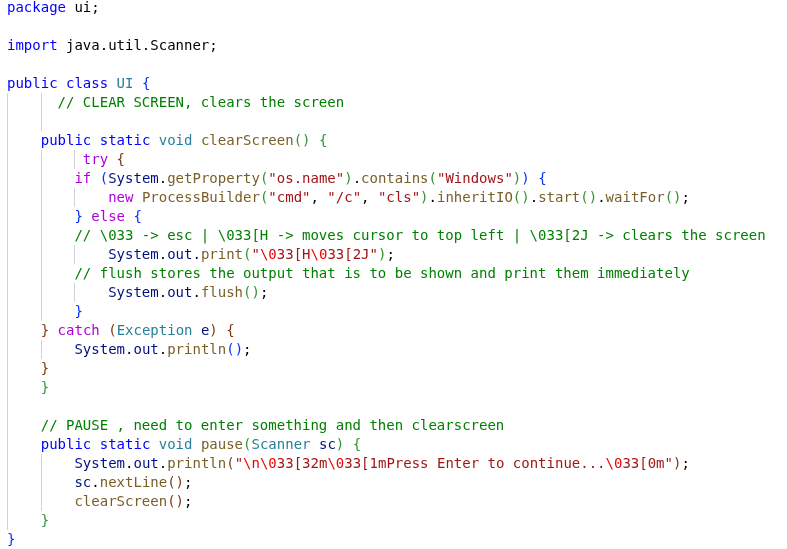 package ui;
import java.util.Scanner;
public class UI {
// CLEAR SCREEN, clears the screen
public static void clearScreen() {
try {
if (System.getProperty("os.name").contains("Windows")) {
new ProcessBuilder("cmd", "/c", "cls").inheritIO().start().waitFor();
} else {
// \033 -> esc | \033[H -> moves cursor to top left | \033[2J -> clears the screen
System.out.print("\033[H\033[2J");
// flush stores the output that is to be shown and print them immediately
System.out.flush();
}
} catch (Exception e) {
System.out.println();
}
}
// PAUSE , need to enter something and then clearscreen
public static void pause(Scanner sc) {
System.out.println("\n\033[32m\033[1mPress Enter to continue...\033[0m");
sc.nextLine();
clearScreen();
}
}